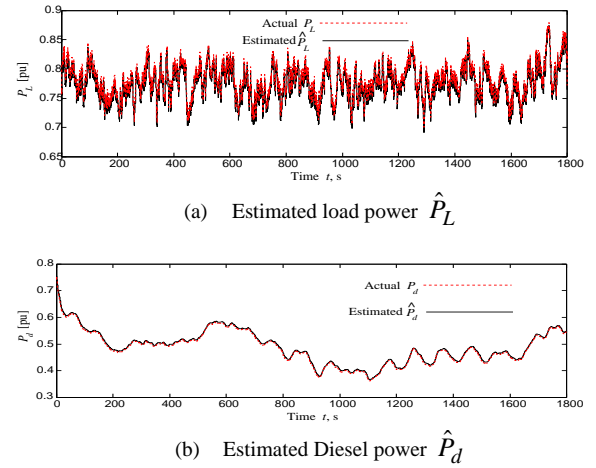 Actual P_L
Estimated P̂_L
0.9
0.85
0.8
0.75
0.7
0.65
P_L [pu]
0 200 400 600 800 1000 1200 1400 1600 1800
Time t, s
(a) Estimated load power P̂_L
0.8
0.7
0.6
0.5
0.4
0.3
P_d [pu]
Actual P_d
Estimated P̂_d
0 200 400 600 800 1000 1200 1400 1600 1800
Time t, s
(b) Estimated Diesel power P̂_d